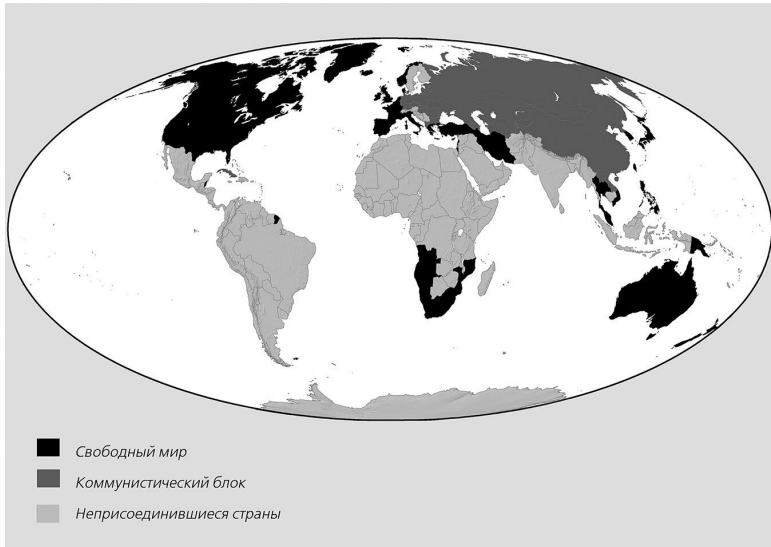 Свободный мир
Коммунистический блок
Неприсоединившиеся страны